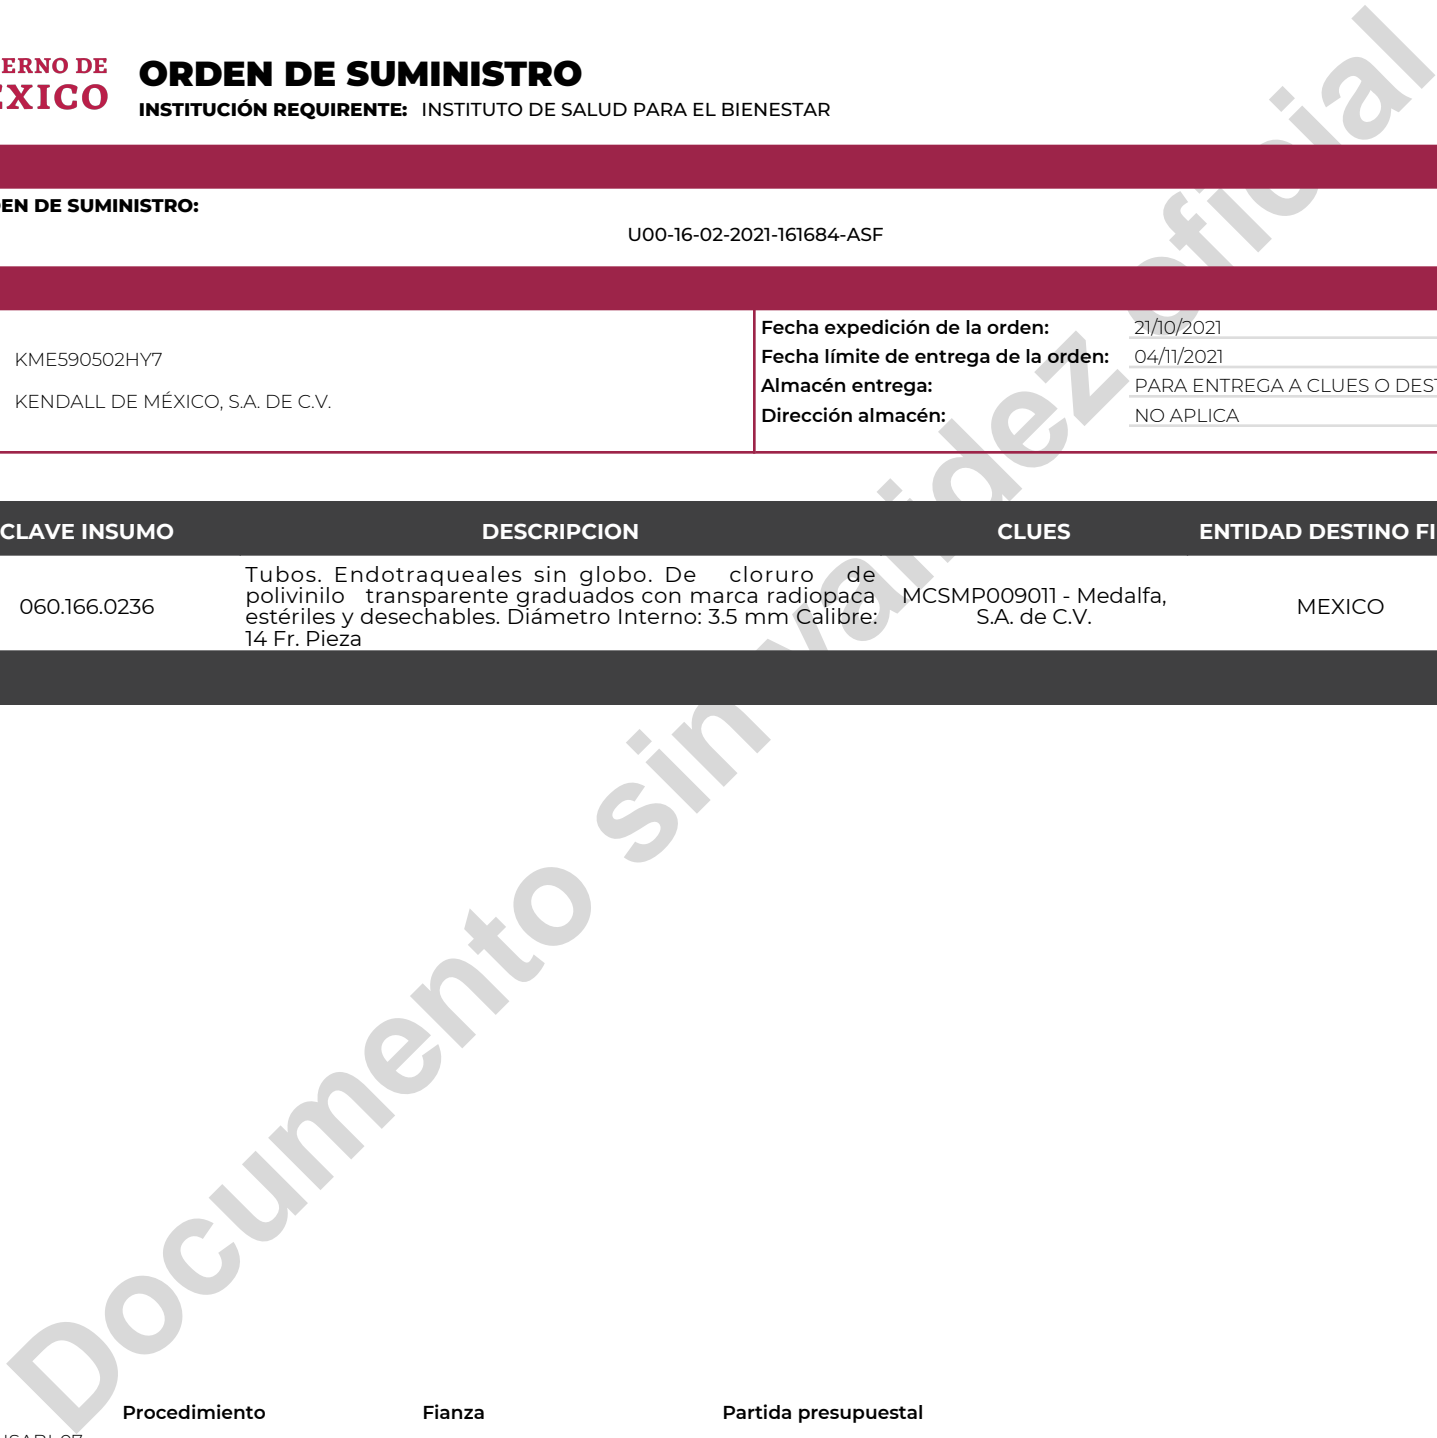 ERNO DE
EXICO
ORDEN DE SUMINISTRO
INSTITUCIÓN REQUIRENTE: INSTITUTO DE SALUD PARA EL BIENESTAR
EN DE SUMINISTRO:
U00-16-02-2021-161684-ASF
KME590502HY7
KENDALL DE MÉXICO, S.A. DE C.V.
Fecha expedición de la orden: 21/10/2021
Fecha límite de entrega de la orden: 04/11/2021
Almacén entrega: PARA ENTREGA A CLUES O DEST
Dirección almacén: NO APLICA
CLAVE INSUMO DESCRIPCION CLUES ENTIDAD DESTINO FI
060.166.0236
Tubos. Endotraqueales sin globo. De cloruro de
polivinilo transparente graduados con marca radiopaca
estériles y desechables. Diámetro Interno: 3.5 mm Calibre:
14 Fr. Pieza
MCSMP009011 - Medalfa,
S.A. de C.V.
MEXICO
Documento sin validez oficial
Procedimiento Fianza Partida presupuestal